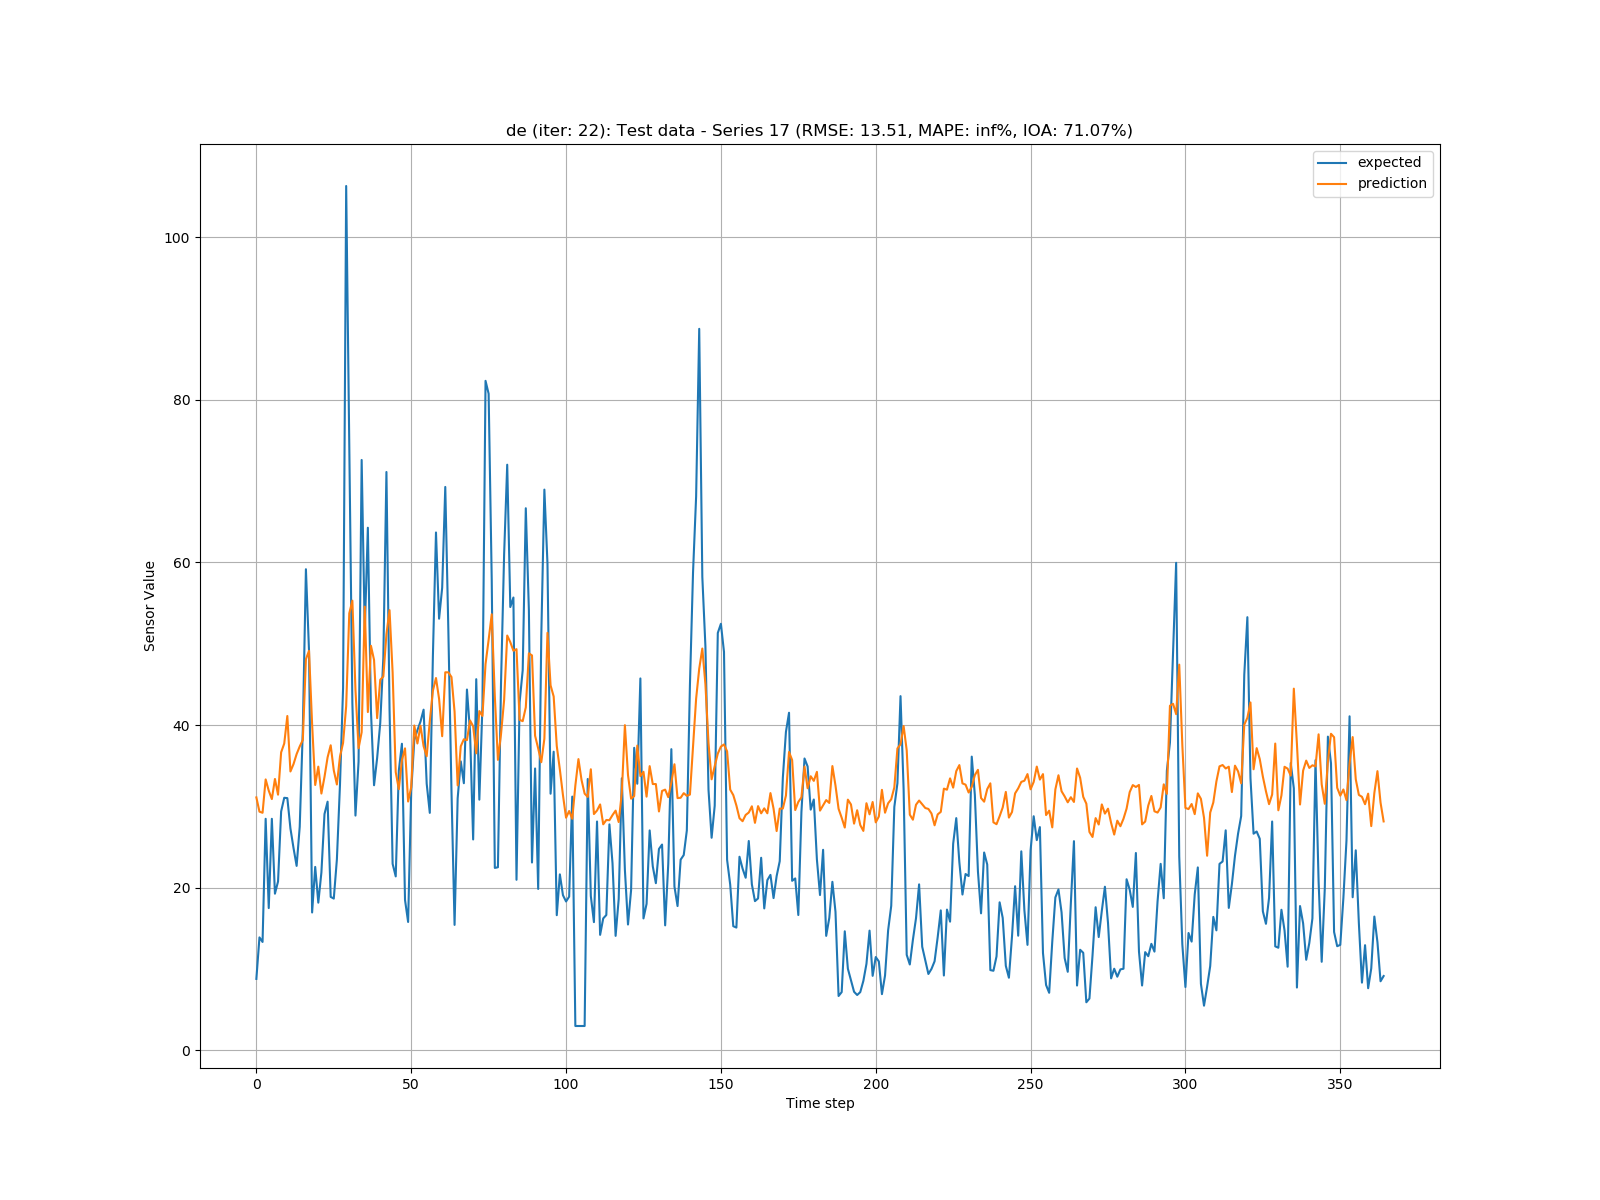 de (iter: 22): Test data - Series 17 (RMSE: 13.51, MAPE: inf%, IOA: 71.07%)
expected
prediction
100
80
60
40
20
0
Sensor Value
0 50 100 150 200 250 300 350
Time step